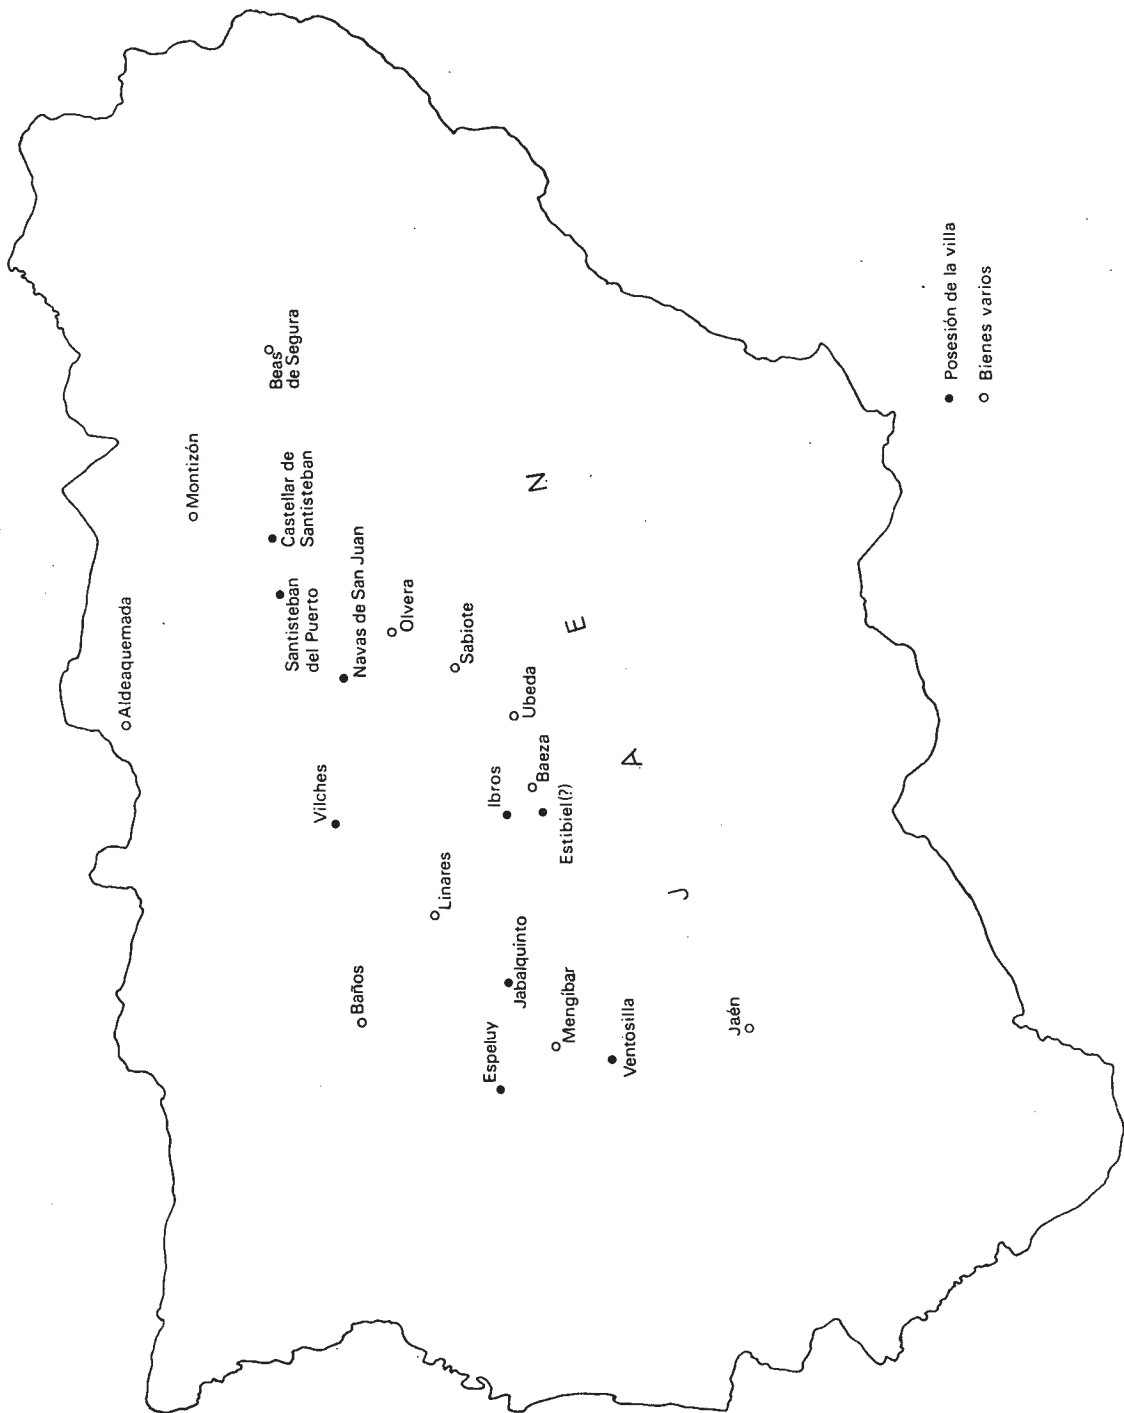 Aldeaquemada
Montizón
Beas
de Segura
Castellar de
Santisteban
Santisteban
del Puerto
Navas de San Juan
Vilches
Baños
Olvera
Linares
Sabiote
Ubeda
Ibros
Baeza
Estibiel(?)
Jabalquinto
Espeluy
Mengíbar
Ventosilla
Jaén
J A E N
● Posesión de la villa
○ Bienes varios